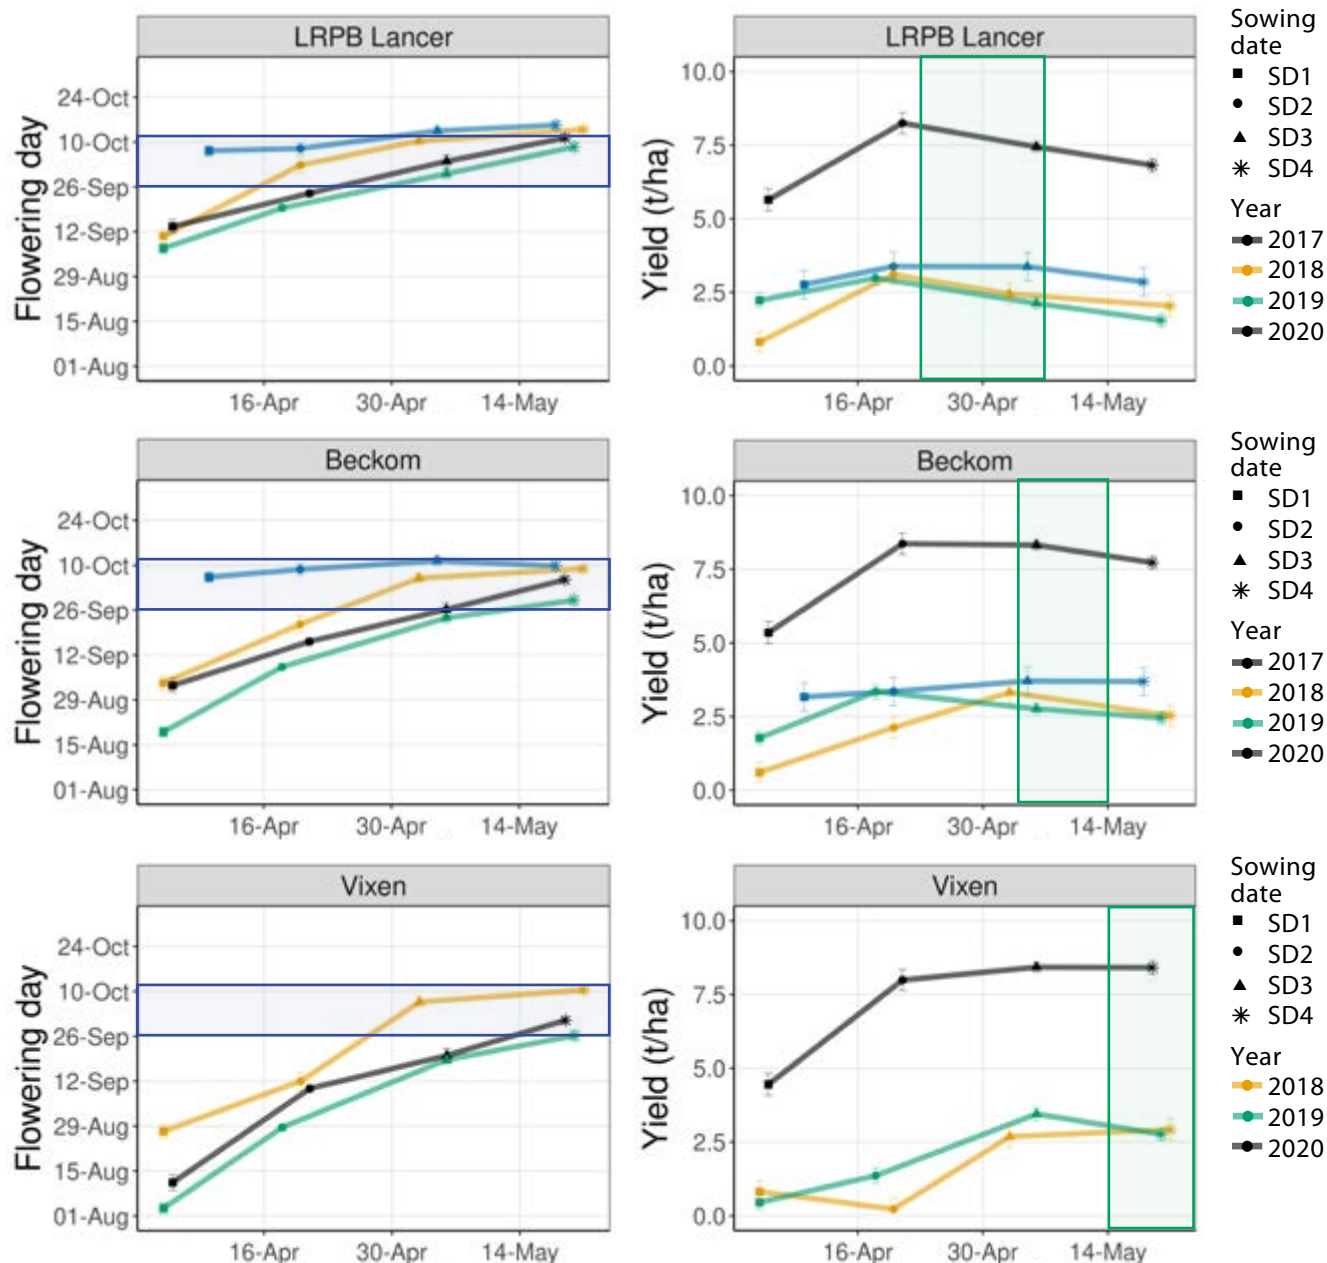 LRPB Lancer
Flowering day
24-Oct
10-Oct
26-Sep
12-Sep
29-Aug
15-Aug
01-Aug
16-Apr 30-Apr 14-May
LRPB Lancer
Yield (t/ha)
10.0
7.5
5.0
2.5
0.0
16-Apr 30-Apr 14-May
Sowing
date
SD1
SD2
SD3
SD4
Year
2017
2018
2019
2020
Beckom
Flowering day
24-Oct
10-Oct
26-Sep
12-Sep
29-Aug
15-Aug
01-Aug
16-Apr 30-Apr 14-May
Beckom
Yield (t/ha)
10.0
7.5
5.0
2.5
0.0
16-Apr 30-Apr 14-May
Sowing
date
SD1
SD2
SD3
SD4
Year
2017
2018
2019
2020
Vixen
Flowering day
24-Oct
10-Oct
26-Sep
12-Sep
29-Aug
15-Aug
01-Aug
16-Apr 30-Apr 14-May
Vixen
Yield (t/ha)
10.0
7.5
5.0
2.5
0.0
16-Apr 30-Apr 14-May
Sowing
date
SD1
SD2
SD3
SD4
Year
2018
2019
2020